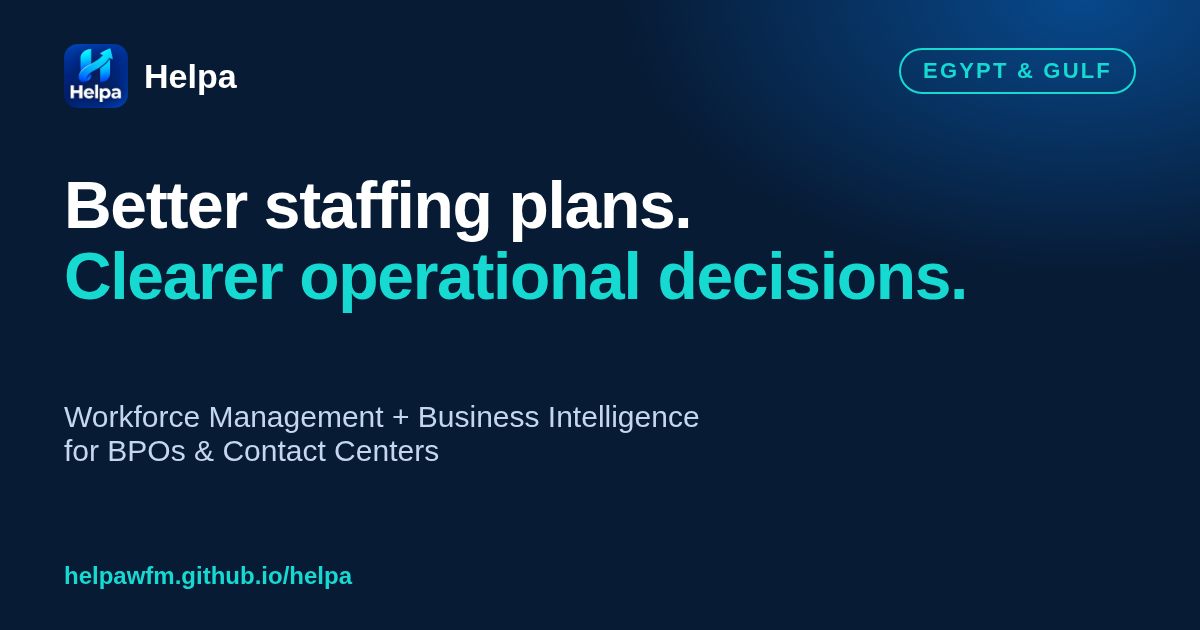 Helpa
Helpa
EGYPT & GULF
Better staffing plans.
Clearer operational decisions.
Workforce Management + Business Intelligence
for BPOs & Contact Centers
helpawfm.github.io/helpa